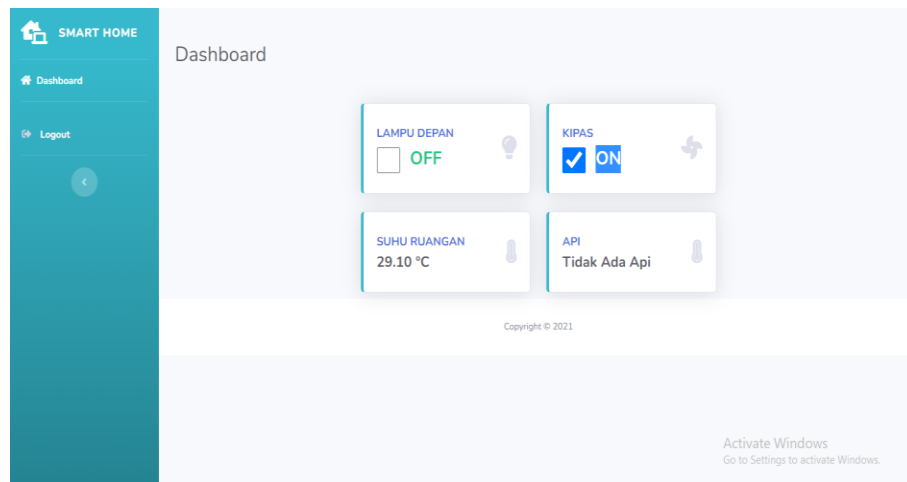 SMART HOME
Dashboard
Logout
Dashboard
LAMPU DEPAN
OFF
KIPAS
ON
SUHU RUANGAN
29.10 °C
API
Tidak Ada Api
Copyright © 2021
Activate Windows
Go to Settings to activate Windows.